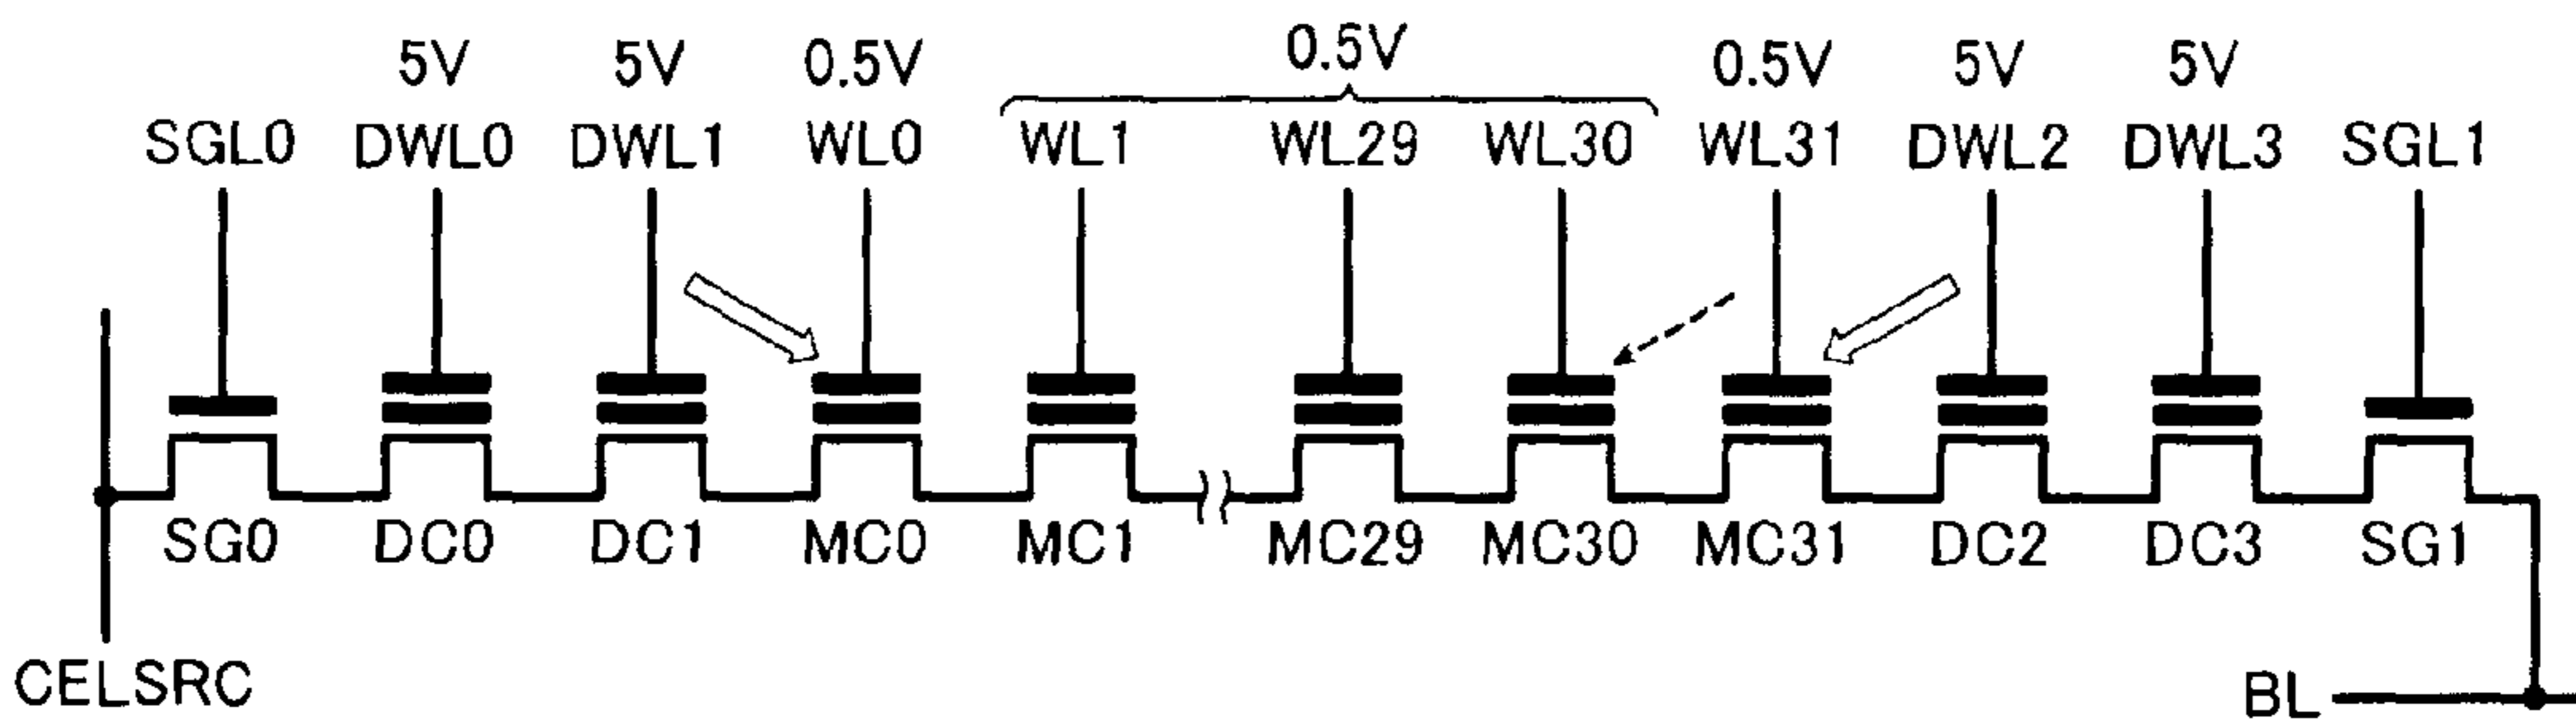 5V 5V 0.5V 0.5V 0.5V 5V 5V
SGL0 DWL0 DWL1 WL0 WL1 WL29 WL30 WL31 DWL2 DWL3 SGL1
SG0 DC0 DC1 MC0 MC1 MC29 MC30 MC31 DC2 DC3 SG1
CELSRC BL